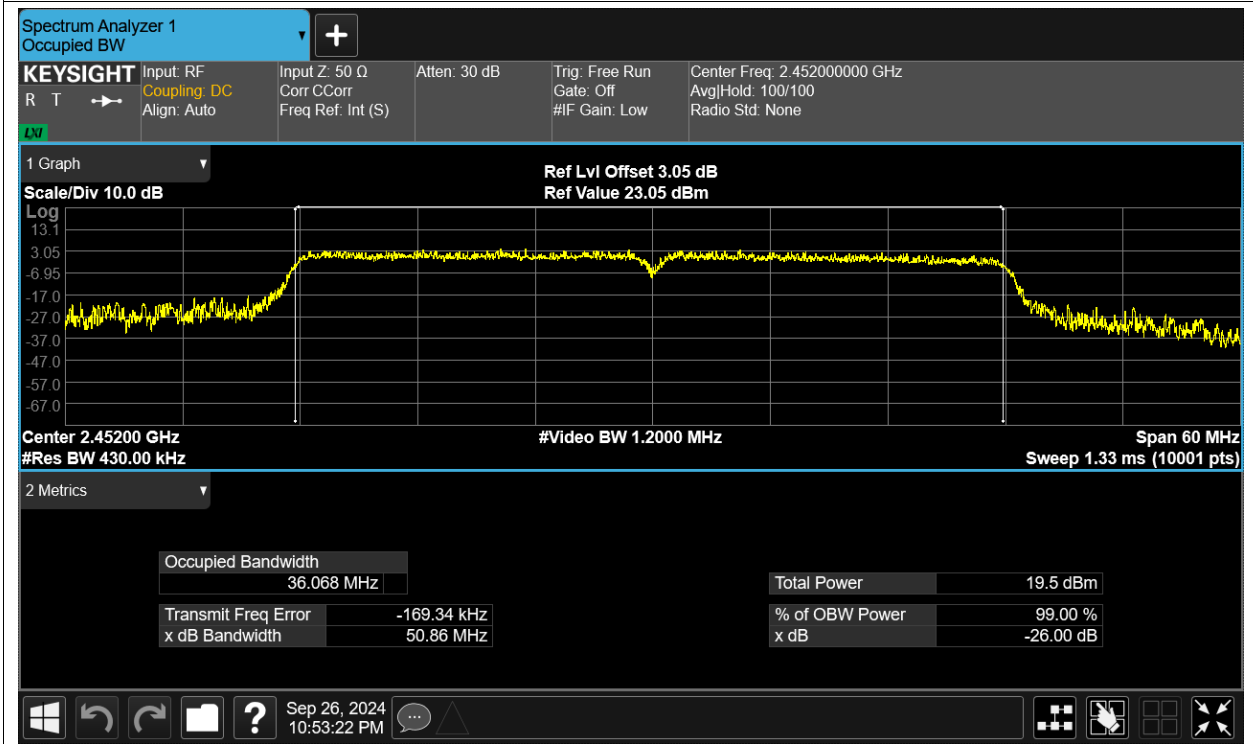 Spectrum Analyzer 1
Occupied BW
KEYSIGHT
R T
LXI
Input: RF
Coupling: DC
Align: Auto
Input Z: 50 Ω
Corr CCorr
Freq Ref: Int (S)
Atten: 30 dB
Trig: Free Run
Gate: Off
#IF Gain: Low
Center Freq: 2.452000000 GHz
Avg|Hold: 100/100
Radio Std: None
1 Graph
Scale/Div 10.0 dB
Ref Lvl Offset 3.05 dB
Ref Value 23.05 dBm
Log
13.1
3.05
-6.95
-17.0
-27.0
-37.0
-47.0
-57.0
-67.0
Center 2.45200 GHz
#Res BW 430.00 kHz
#Video BW 1.2000 MHz
Span 60 MHz
Sweep 1.33 ms (10001 pts)
2 Metrics
Occupied Bandwidth
36.068 MHz
Transmit Freq Error -169.34 kHz
x dB Bandwidth 50.86 MHz
Total Power 19.5 dBm
% of OBW Power 99.00 %
x dB -26.00 dB
?
Sep 26, 2024
10:53:22 PM